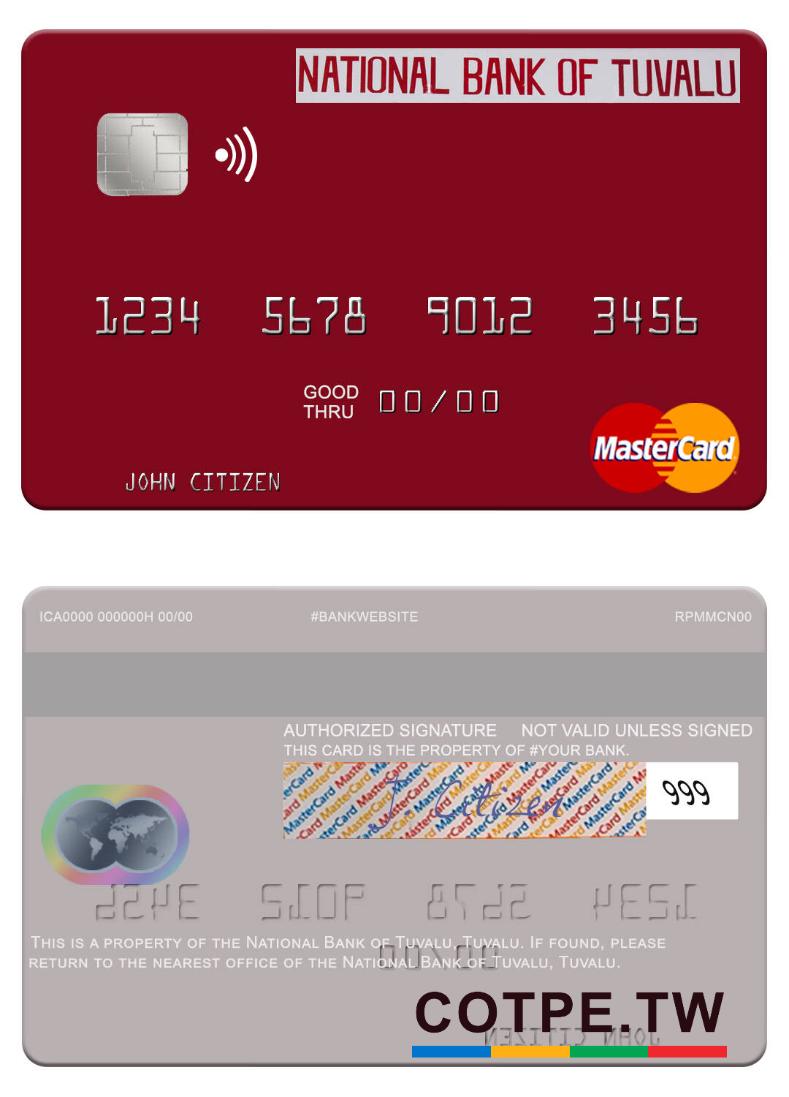 NATIONAL BANK OF TUVALU
1234 5678 9012 3456
GOOD THRU 00/00
MasterCard
JOHN CITIZEN
ICA0000 000000H 00/00 #BANKWEBSITE RPMMCN00
AUTHORIZED SIGNATURE NOT VALID UNLESS SIGNED
THIS CARD IS THE PROPERTY OF #YOUR BANK.
J Citizen 999
THIS IS A PROPERTY OF THE NATIONAL BANK OF TUVALU, TUVALU. IF FOUND, PLEASE
RETURN TO THE NEAREST OFFICE OF THE NATIONAL BANK OF TUVALU, TUVALU.
COTPE.TW